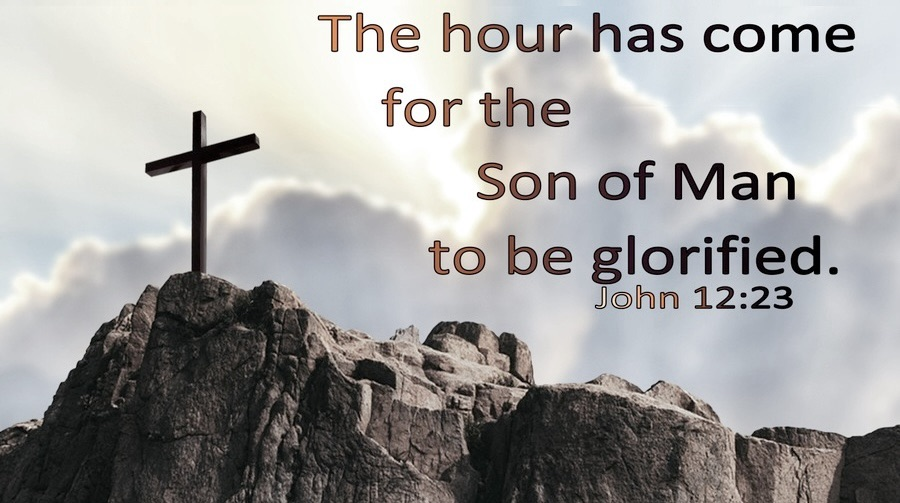 The hour has come
for the
Son of Man
to be glorified.
John 12:23